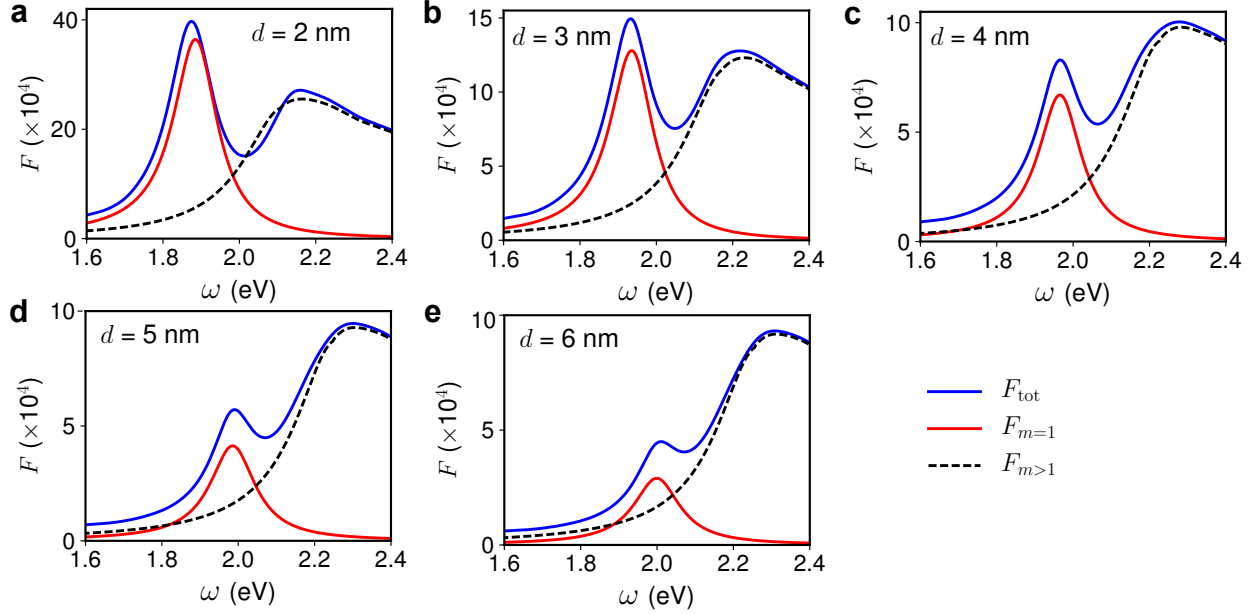 a
d = 2 nm
F (×10⁴)
40
20
0
1.6 1.8 2.0 2.2 2.4
ω (eV)
b
d = 3 nm
F (×10⁴)
15
10
5
0
1.6 1.8 2.0 2.2 2.4
ω (eV)
c
d = 4 nm
F (×10⁴)
10
5
0
1.6 1.8 2.0 2.2 2.4
ω (eV)
d
d = 5 nm
F (×10⁴)
10
5
0
1.6 1.8 2.0 2.2 2.4
ω (eV)
e
d = 6 nm
F (×10⁴)
10
5
0
1.6 1.8 2.0 2.2 2.4
ω (eV)
F_tot
F_{m=1}
F_{m>1}